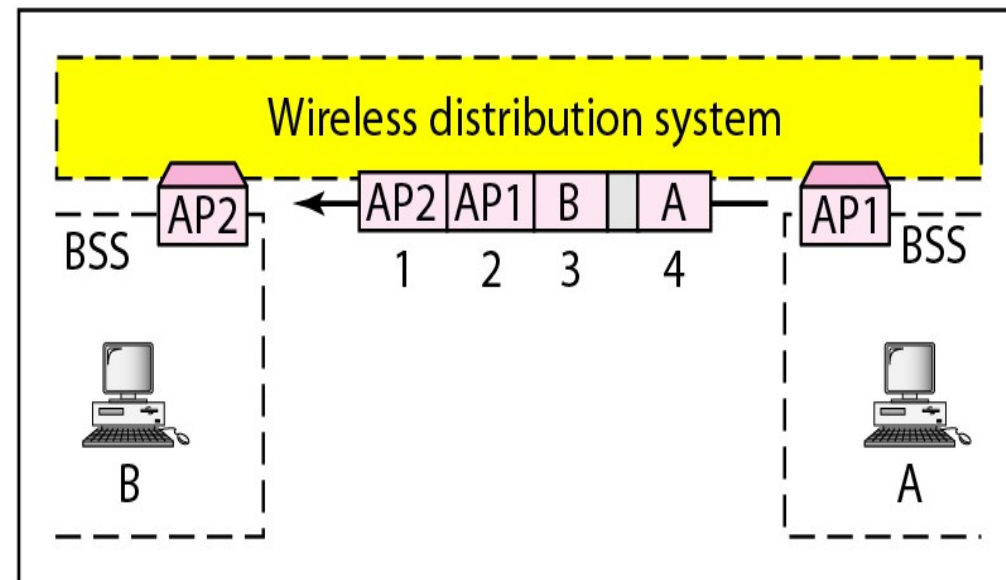 Wireless distribution system
AP2 AP2 AP1 B A AP1
BSS 1 2 3 4 BSS
B A